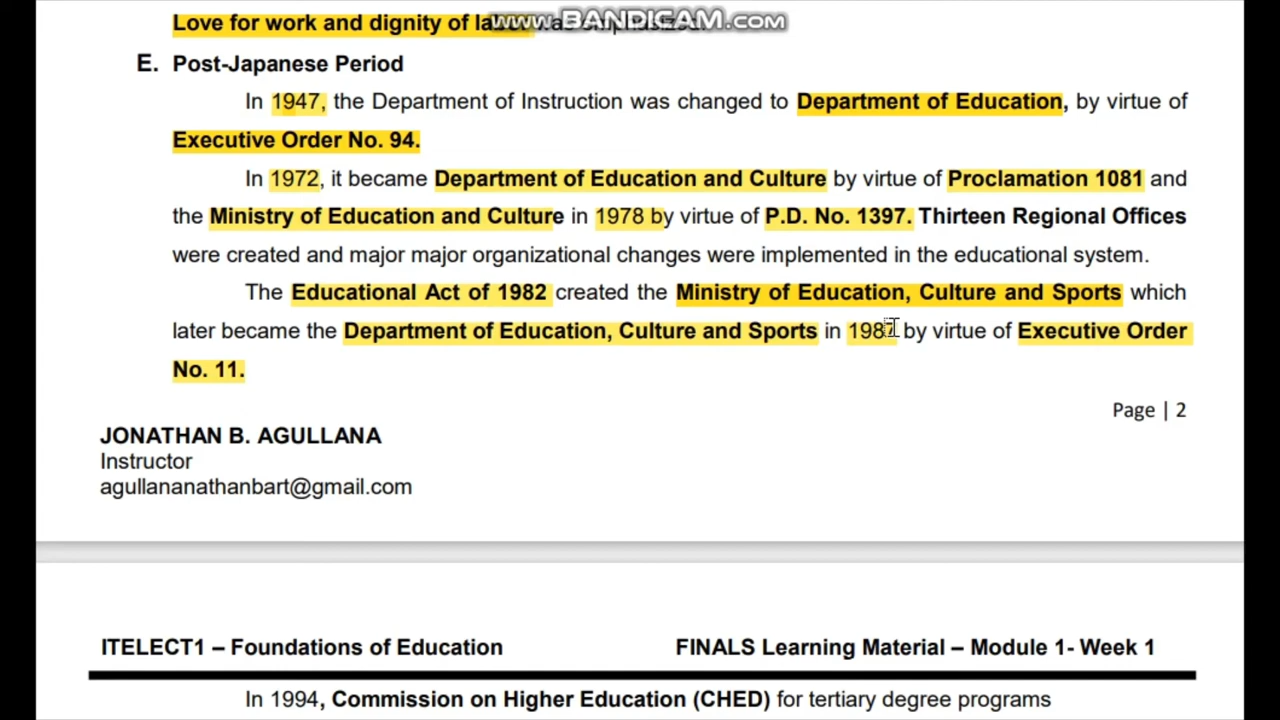 Love for work and dignity of labor was emphasized.
www.BANDICAM.com
E. Post-Japanese Period
In 1947, the Department of Instruction was changed to Department of Education, by virtue of
Executive Order No. 94.
In 1972, it became Department of Education and Culture by virtue of Proclamation 1081 and
the Ministry of Education and Culture in 1978 by virtue of P.D. No. 1397. Thirteen Regional Offices
were created and major major organizational changes were implemented in the educational system.
The Educational Act of 1982 created the Ministry of Education, Culture and Sports which
later became the Department of Education, Culture and Sports in 1987 by virtue of Executive Order
No. 11.
Page | 2
JONATHAN B. AGULLANA
Instructor
agullananathanbart@gmail.com
ITELECT1 – Foundations of Education FINALS Learning Material – Module 1- Week 1
In 1994, Commission on Higher Education (CHED) for tertiary degree programs